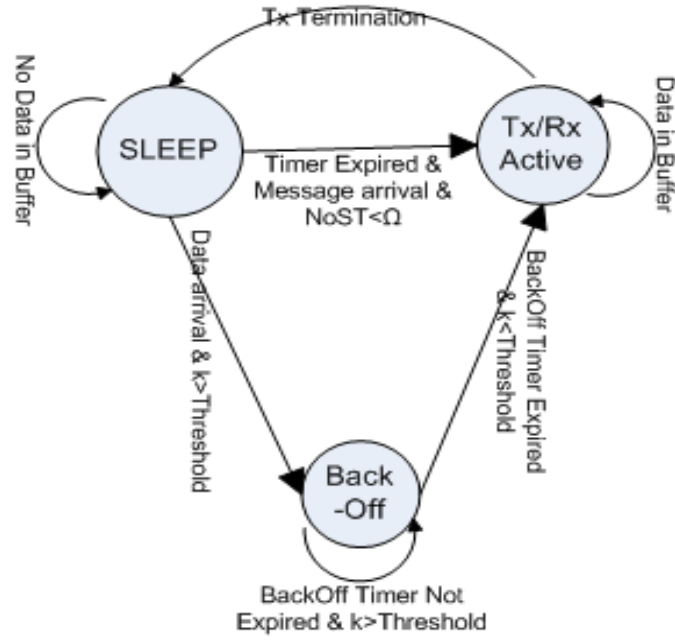 Tx Termination
No Data in Buffer
SLEEP
Tx/Rx
Active
Data in Buffer
Timer Expired &
Message arrival &
NoST<Ω
Data arrival & k>Threshold
BackOff Timer Expired
& k<Threshold
Back
-Off
BackOff Timer Not
Expired & k>Threshold